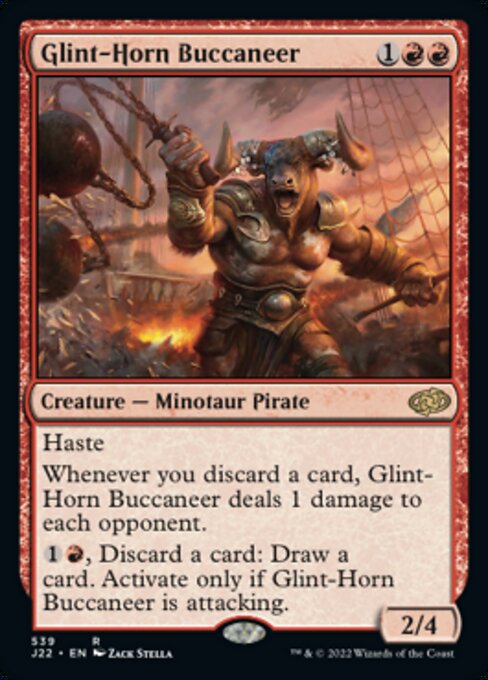 Glint-Horn Buccaneer 1
Creature — Minotaur Pirate
Haste
Whenever you discard a card, Glint-
Horn Buccaneer deals 1 damage to
each opponent.
1, Discard a card: Draw a
card. Activate only if Glint-Horn
Buccaneer is attacking.
2/4
539 R
J22 • EN Zack Stella
™ & © 2022 Wizards of the Coast